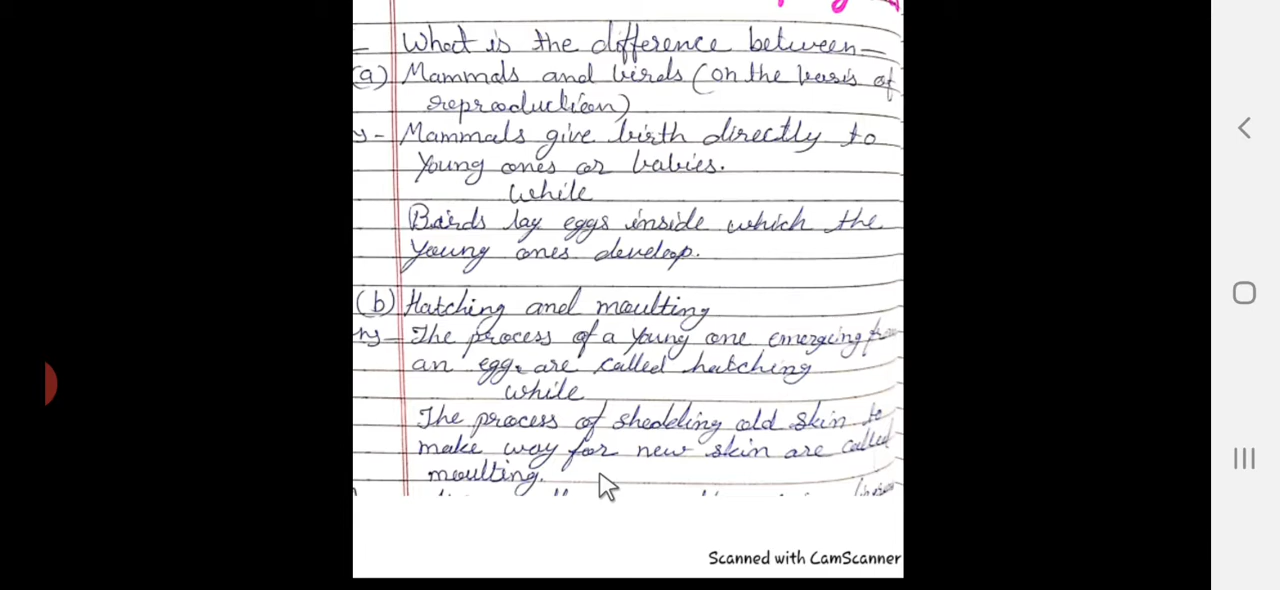 What is the difference between-
(a) Mammals and birds (on the basis of
reproduction)
Mammals give birth directly to
young ones or babies.
While
Birds lay eggs inside which the
young ones develop.
(b) Hatching and moulting
The process of a young one emerging from
an egg are called hatching
while
The process of shedding old skin to
make way for new skin are called
moulting.
Scanned with CamScanner